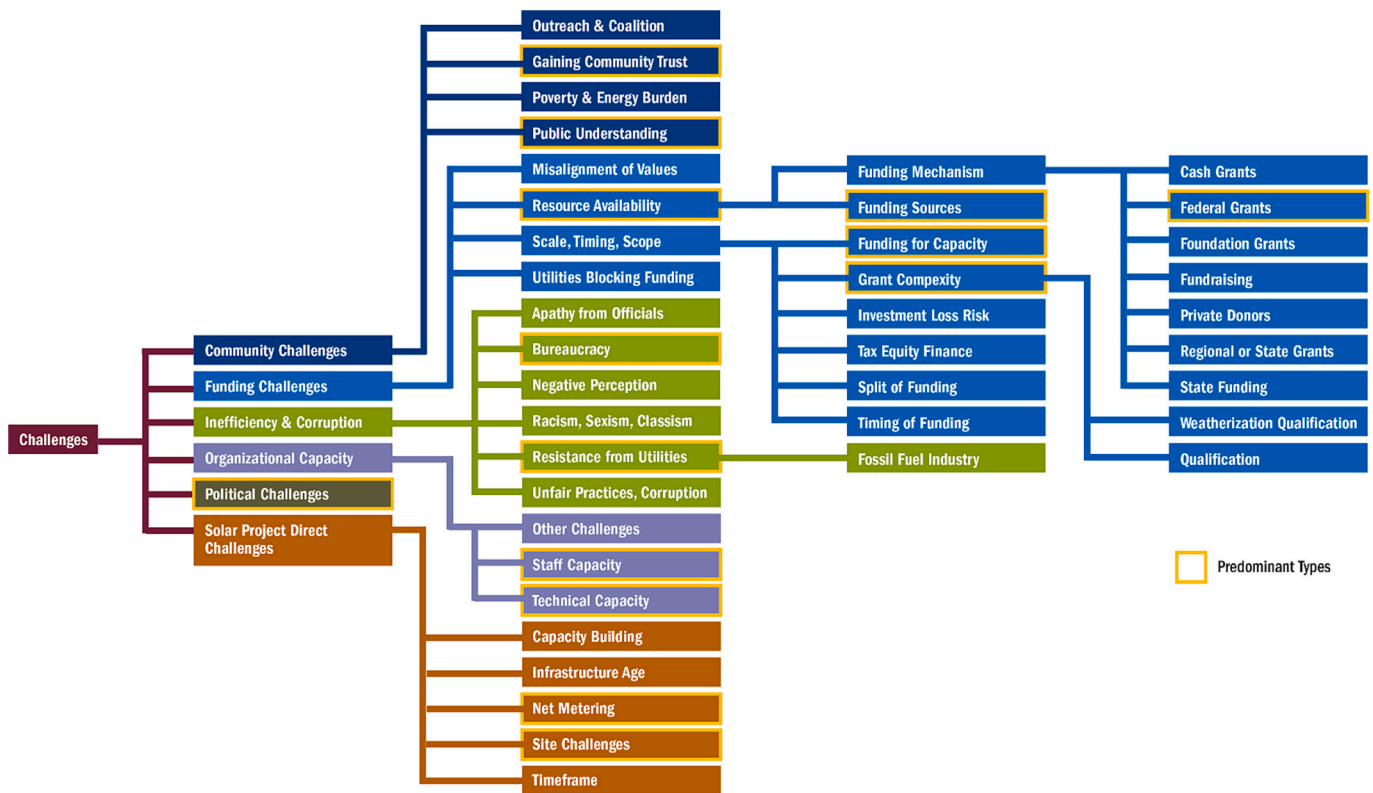 Challenges
Community Challenges
Funding Challenges
Inefficiency & Corruption
Organizational Capacity
Political Challenges
Solar Project Direct
Challenges
Outreach & Coalition
Gaining Community Trust
Poverty & Energy Burden
Public Understanding
Misalignment of Values
Resource Availability
Scale, Timing, Scope
Utilities Blocking Funding
Apathy from Officials
Bureaucracy
Negative Perception
Racism, Sexism, Classism
Resistance from Utilities
Unfair Practices, Corruption
Other Challenges
Staff Capacity
Technical Capacity
Capacity Building
Infrastructure Age
Net Metering
Site Challenges
Timeframe
Funding Mechanism
Funding Sources
Funding for Capacity
Grant Compexity
Investment Loss Risk
Tax Equity Finance
Split of Funding
Timing of Funding
Fossil Fuel Industry
Cash Grants
Federal Grants
Foundation Grants
Fundraising
Private Donors
Regional or State Grants
State Funding
Weatherization Qualification
Qualification
Predominant Types